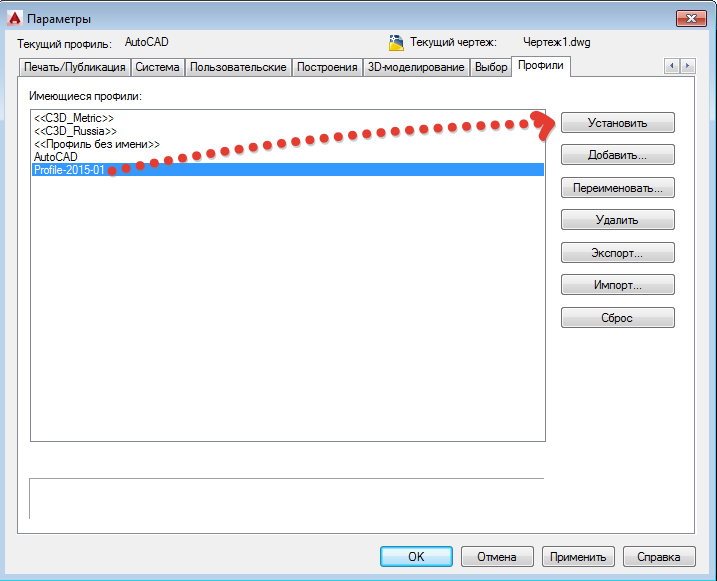 Параметры
Текущий профиль: AutoCAD Текущий чертеж: Чертеж1.dwg
Печать/Публикация Система Пользовательские Построения 3D-моделирование Выбор Профили
Имеющиеся профили:
<<C3D_Metric>>
<<C3D_Russia>>
<<Профиль без имени>>
AutoCAD
Profile-2015-01
Установить
Добавить...
Переименовать...
Удалить
Экспорт...
Импорт...
Сброс
OK Отмена Применить Справка